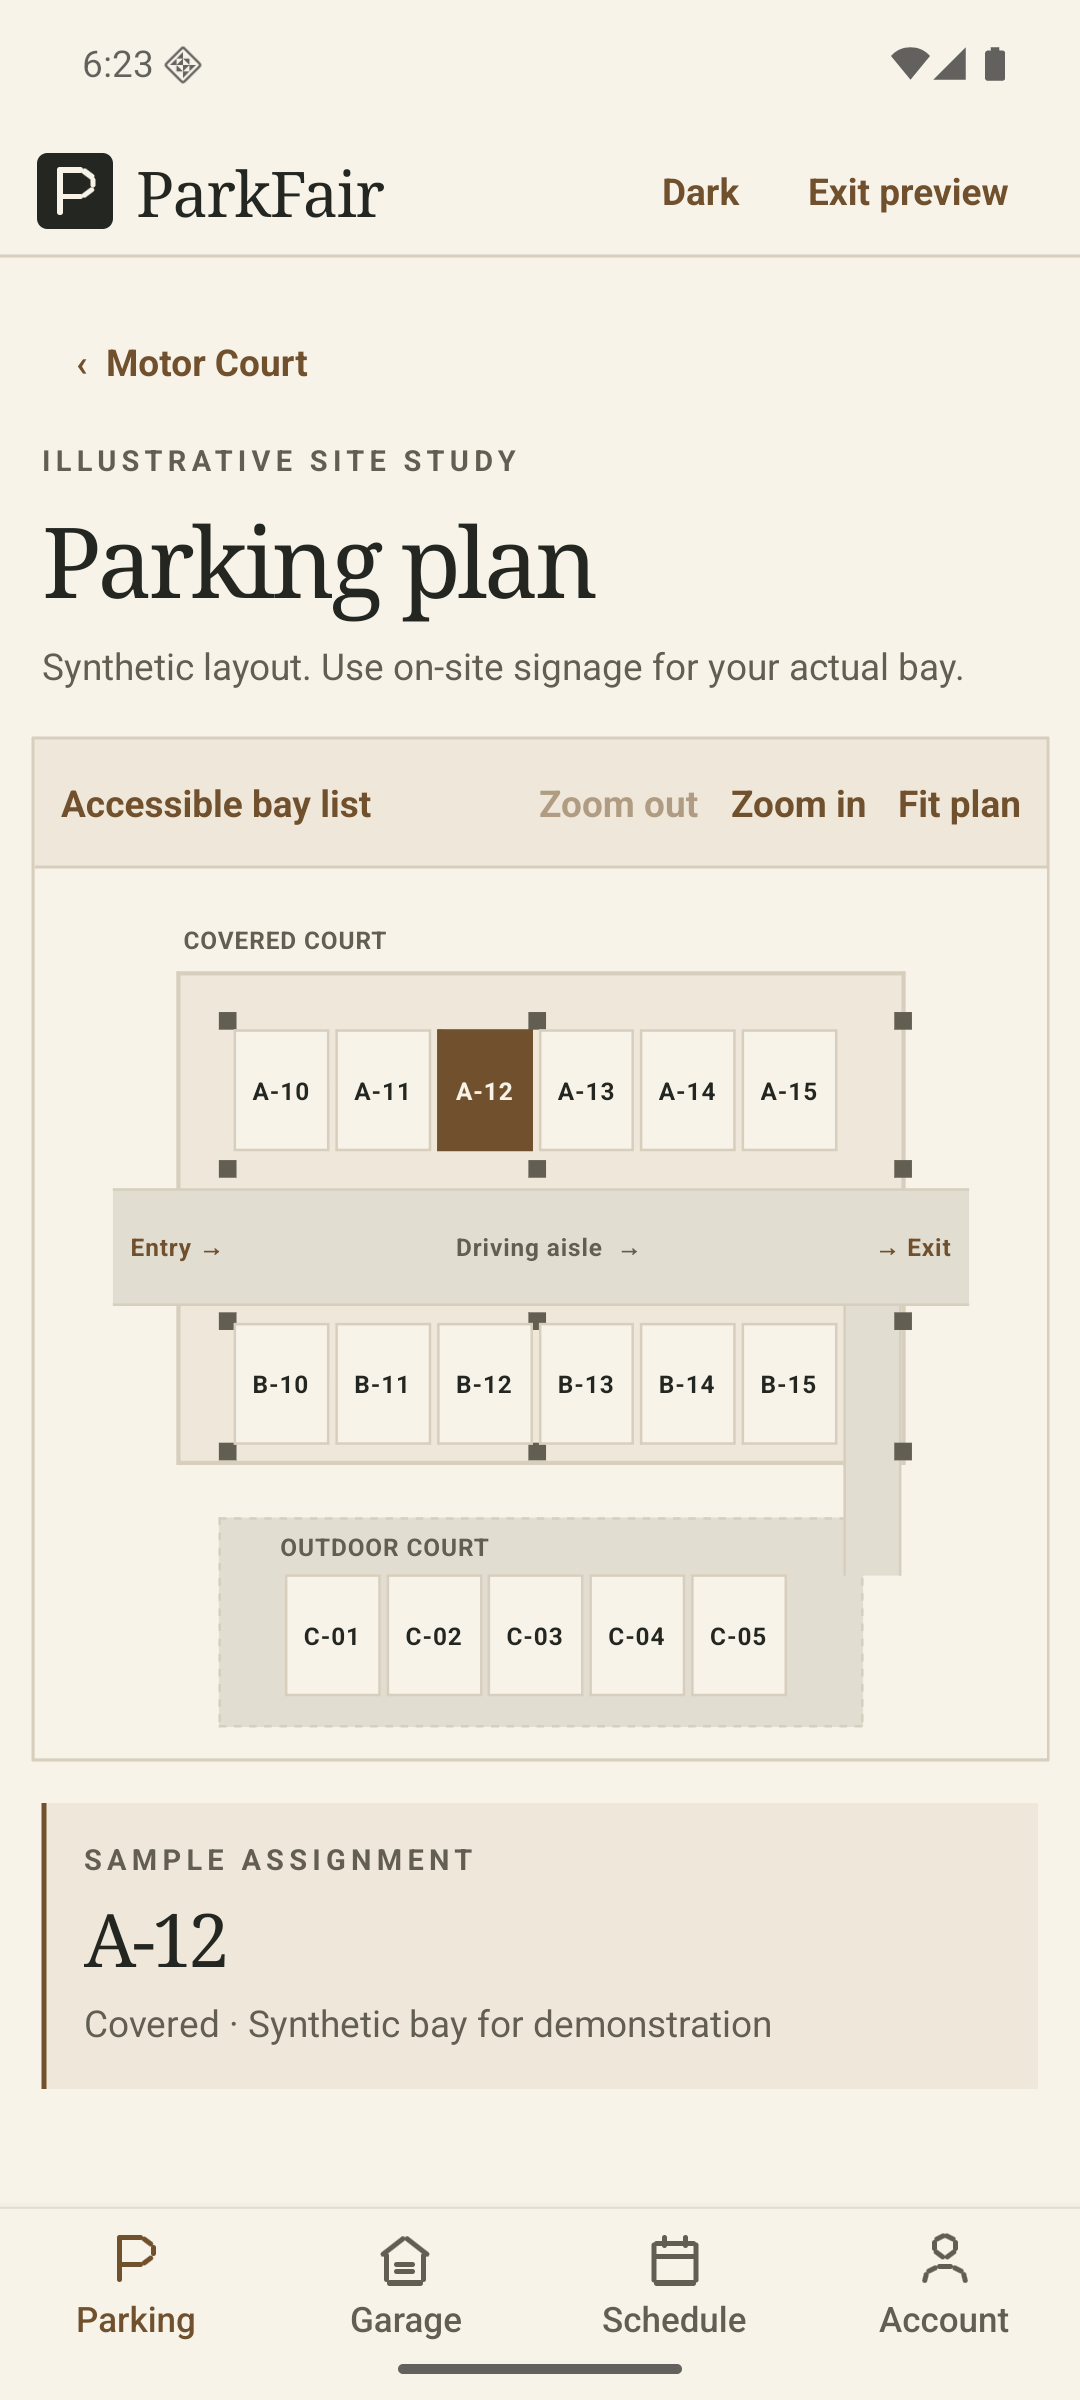 6:23
ParkFair
Dark
Exit preview
‹ Motor Court
ILLUSTRATIVE SITE STUDY
Parking plan
Synthetic layout. Use on-site signage for your actual bay.
Accessible bay list
Zoom out
Zoom in
Fit plan
COVERED COURT
A-10
A-11
A-12
A-13
A-14
A-15
Entry →
Driving aisle →
→ Exit
B-10
B-11
B-12
B-13
B-14
B-15
OUTDOOR COURT
C-01
C-02
C-03
C-04
C-05
SAMPLE ASSIGNMENT
A-12
Covered · Synthetic bay for demonstration
Parking
Garage
Schedule
Account